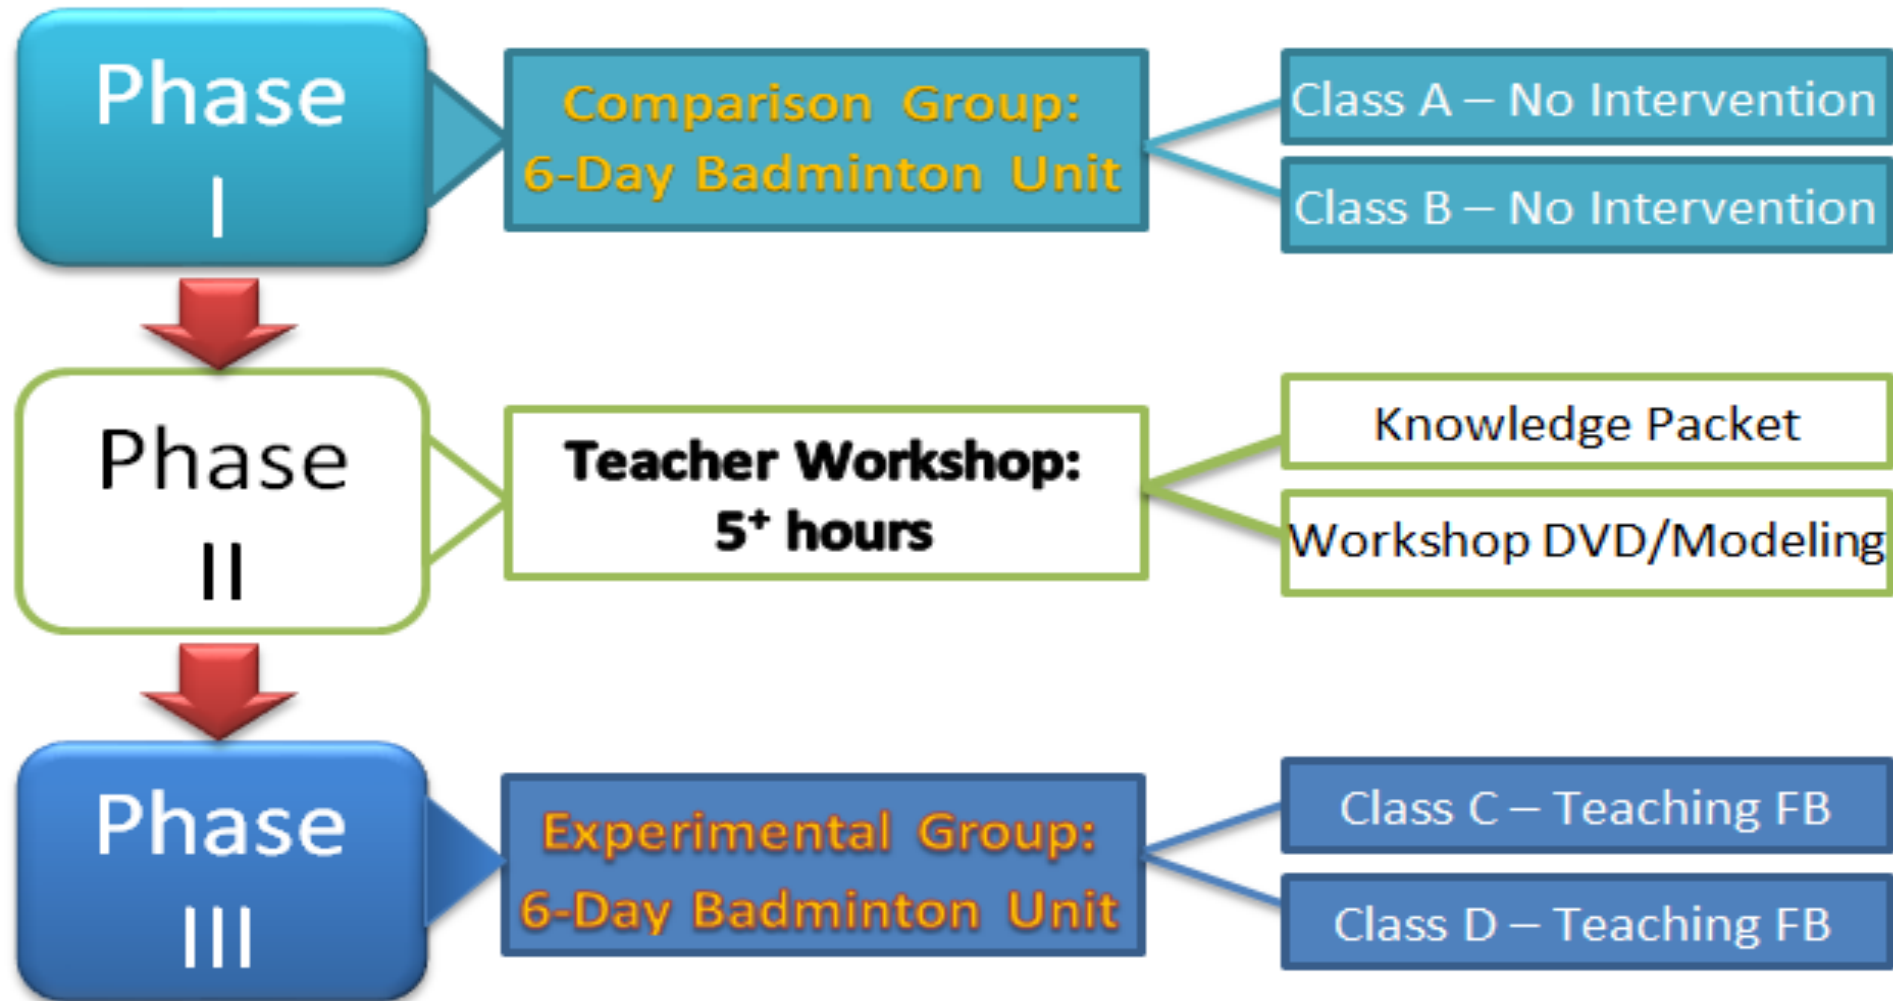 Phase
I
Comparison Group:
6-Day Badminton Unit
Class A – No Intervention
Class B – No Intervention
Phase
II
Teacher Workshop:
5⁺ hours
Knowledge Packet
Workshop DVD/Modeling
Phase
III
Experimental Group:
6-Day Badminton Unit
Class C – Teaching FB
Class D – Teaching FB